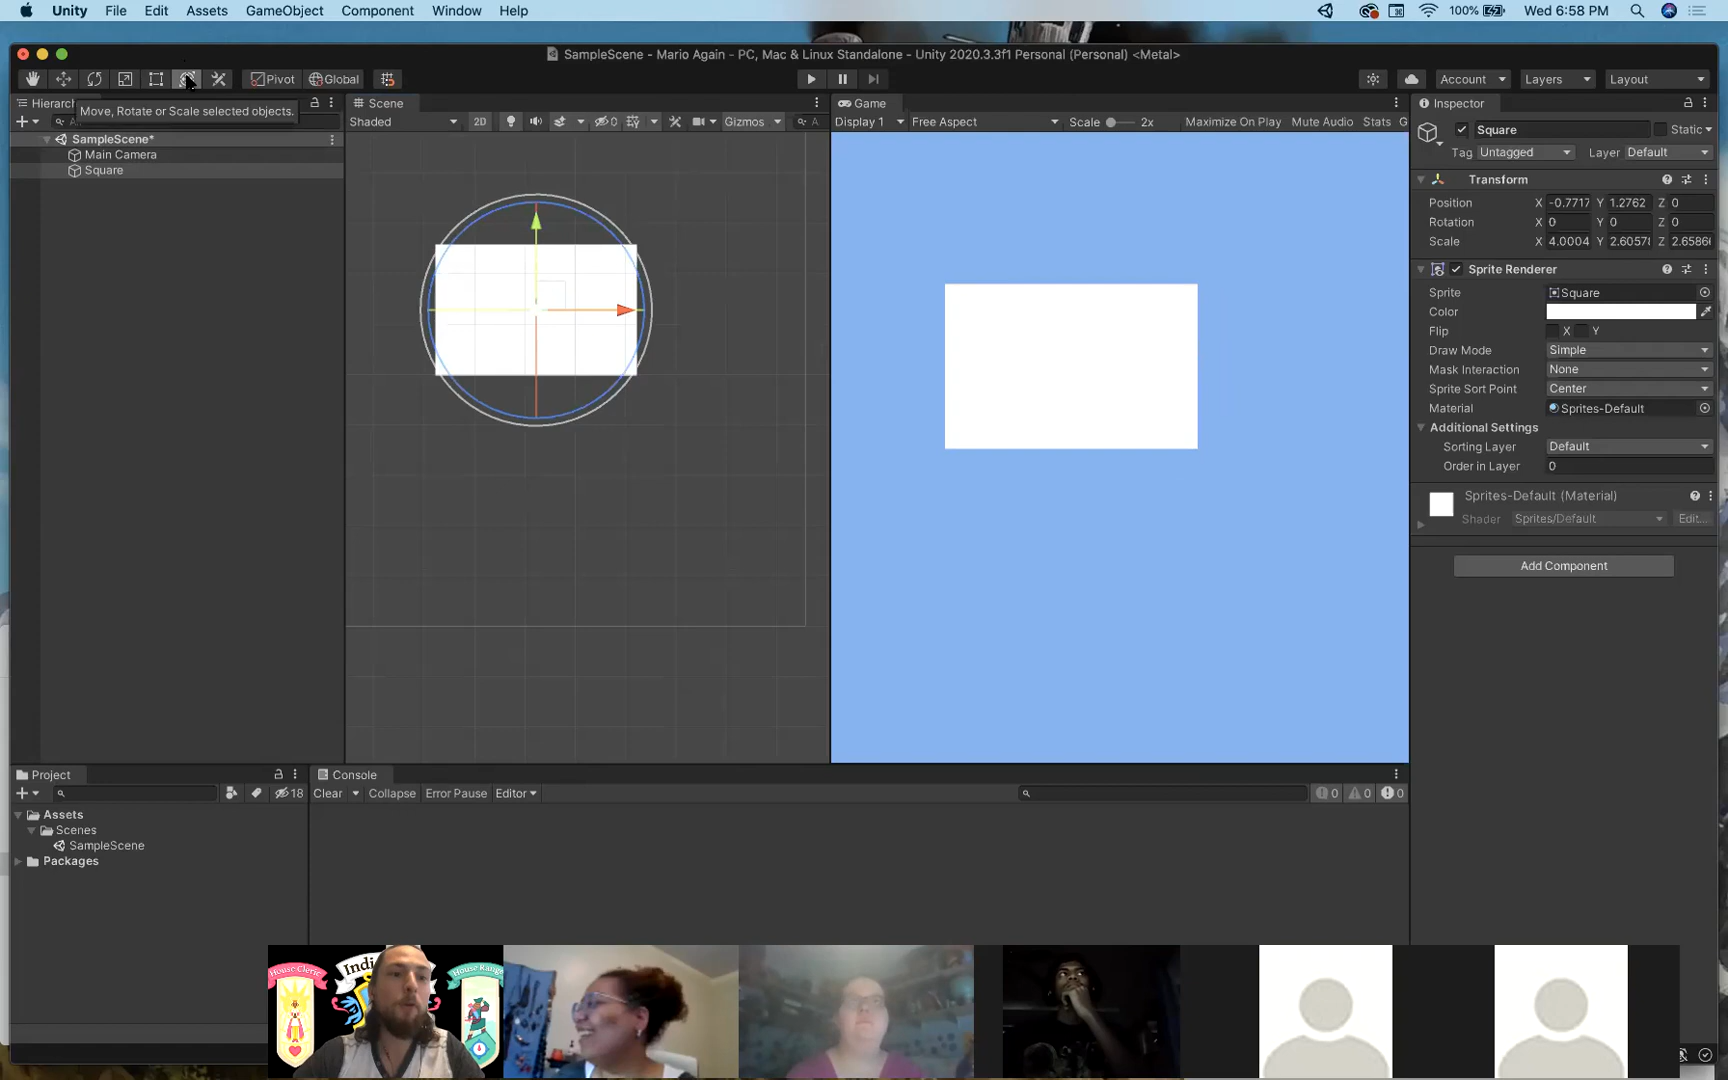 Unity File Edit Assets GameObject Component Window Help 100% Wed 6:58 PM
SampleScene - Mario Again - PC, Mac & Linux Standalone - Unity 2020.3.3f1 Personal (Personal) <Metal>
Pivot Global Account Layers Layout
Move, Rotate or Scale selected objects.
Scene Game Inspector
Shaded 2D 0 Gizmos Display 1 Free Aspect Scale 2x Maximize On Play Mute Audio Stats G
SampleScene*
Main Camera
Square
Square Static
Tag Untagged Layer Default
Transform
Position X -0.7717 Y 1.2762 Z 0
Rotation X 0 Y 0 Z 0
Scale X 4.0004 Y 2.60578 Z
Sprite Renderer
Sprite Square
Color
Flip X Y
Draw Mode Simple
Mask Interaction None
Sprite Sort Point Center
Material Sprites-Default
Additional Settings
Sorting Layer Default
Order in Layer 0
Sprites-Default (Material)
Shader Sprites/Default Edit...
Add Component
Project Console
18 Clear Collapse Error Pause Editor 0 0 0
Assets
Scenes
SampleScene
Packages
House Cleric
Indi
House Rang